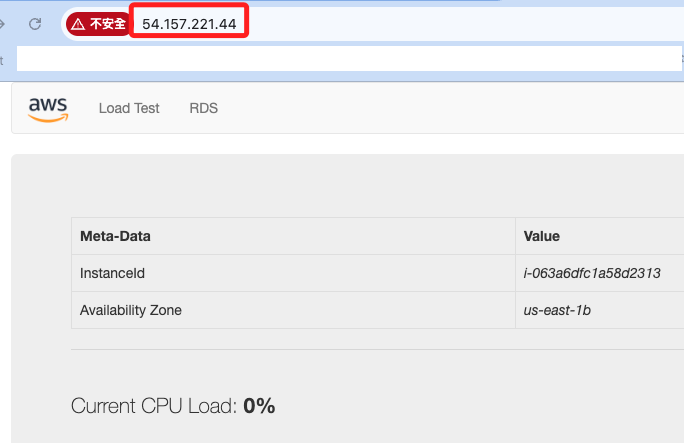 不安全 54.157.221.44
t
aws Load Test RDS
Meta-Data Value
InstanceId i-063a6dfc1a58d2313
Availability Zone us-east-1b
Current CPU Load: 0%